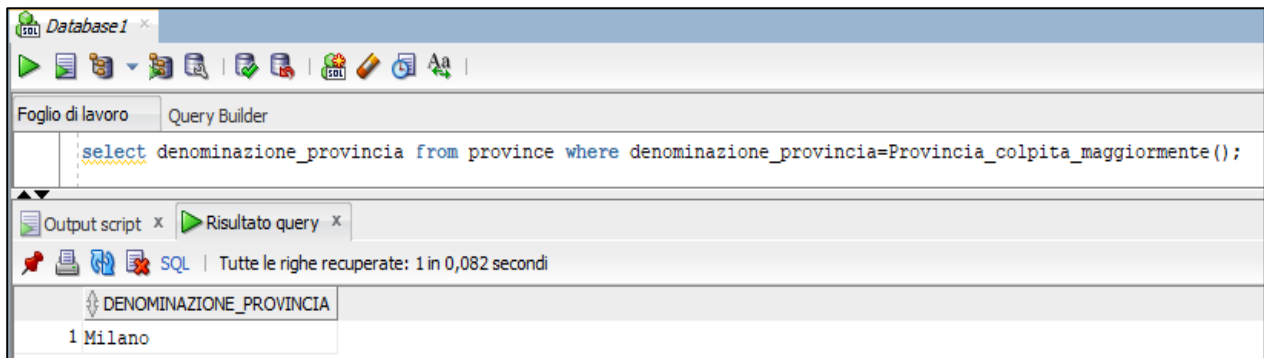 Database1
SQL
Foglio di lavoro Query Builder
select denominazione_provincia from province where denominazione_provincia=Provincia_colpita_maggiormente();
Output script x Risultato query x
SQL | Tutte le righe recuperate: 1 in 0,082 secondi
DENOMINAZIONE_PROVINCIA
1 Milano